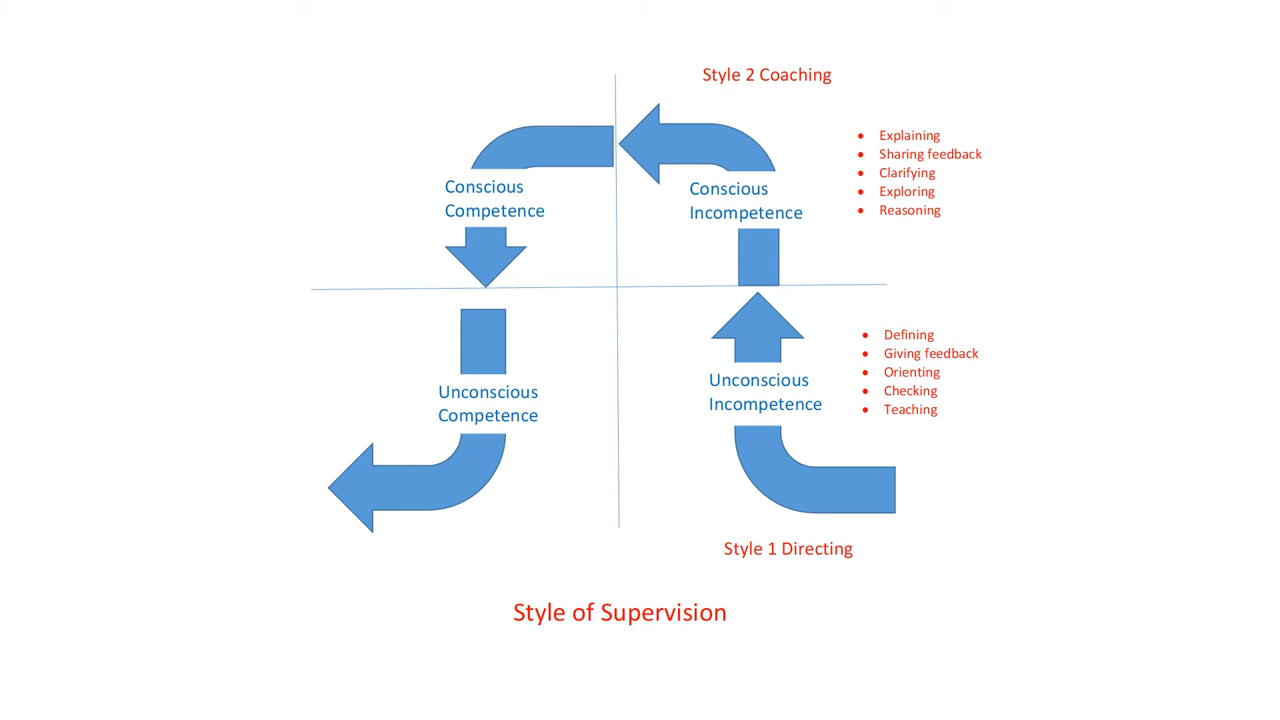 Style 2 Coaching
• Explaining
• Sharing feedback
• Clarifying
• Exploring
• Reasoning
Conscious
Competence
Conscious
Incompetence
• Defining
• Giving feedback
• Orienting
• Checking
• Teaching
Unconscious
Competence
Unconscious
Incompetence
Style 1 Directing
Style of Supervision